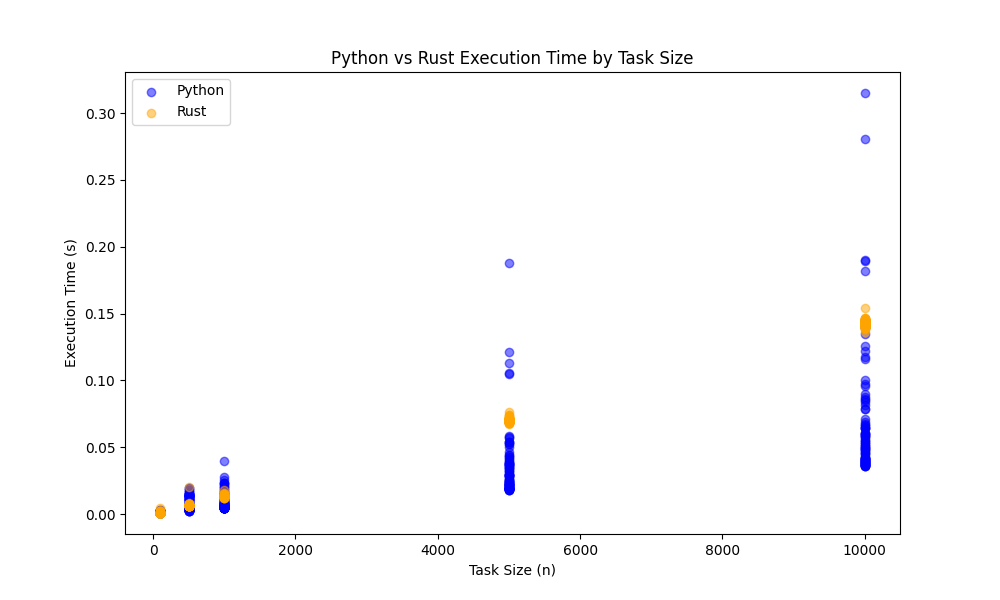 Python vs Rust Execution Time by Task Size
Python
Rust
Execution Time (s)
0.30
0.25
0.20
0.15
0.10
0.05
0.00
0 2000 4000 6000 8000 10000
Task Size (n)